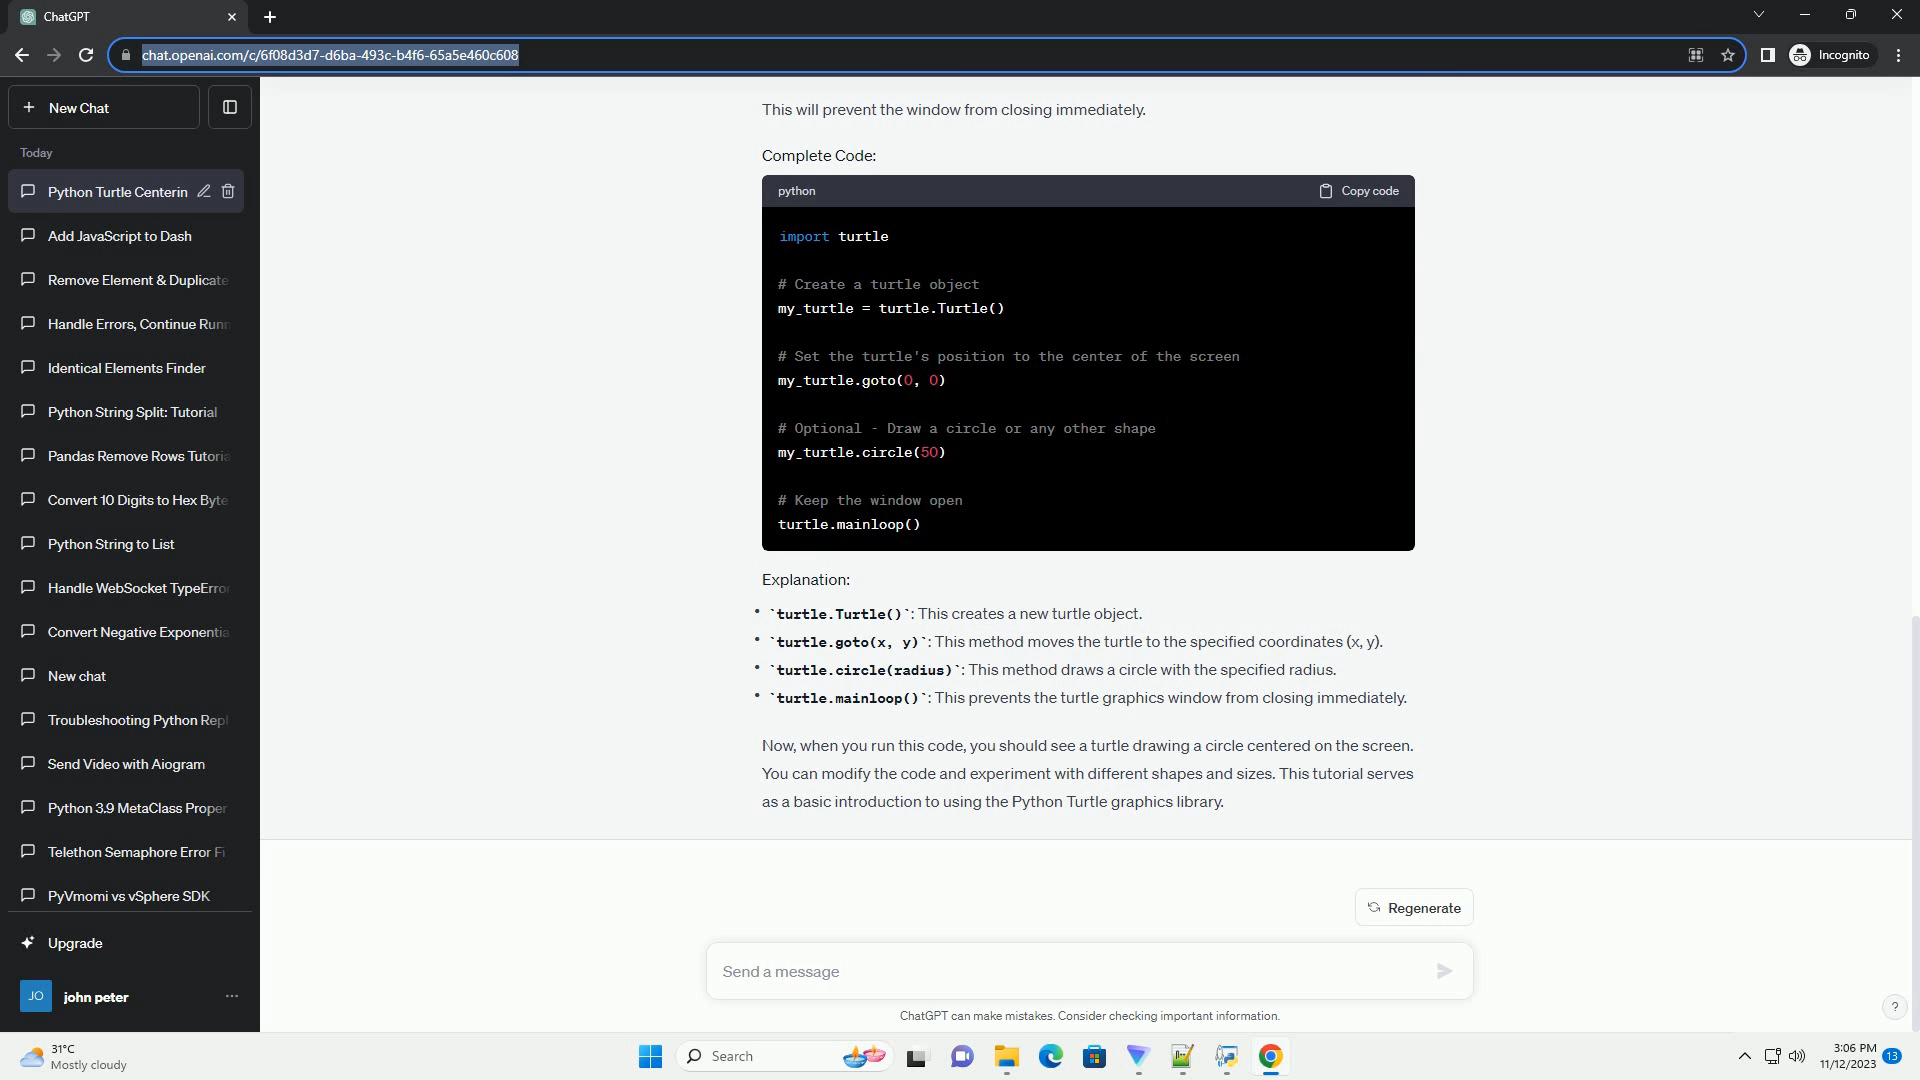 ChatGPT
chat.openai.com/c/6f08d3d7-d6ba-493c-b4f6-65a5e460c608
Incognito
New Chat
Today
Python Turtle Centerin
Add JavaScript to Dash
Remove Element & Duplicate
Handle Errors, Continue Runn
Identical Elements Finder
Python String Split: Tutorial
Pandas Remove Rows Tutoria
Convert 10 Digits to Hex Byte
Python String to List
Handle WebSocket TypeError
Convert Negative Exponentia
New chat
Troubleshooting Python Repl
Send Video with Aiogram
Python 3.9 MetaClass Proper
Telethon Semaphore Error Fi
PyVmomi vs vSphere SDK
Upgrade
JO john peter
This will prevent the window from closing immediately.
Complete Code:
python Copy code
import turtle
# Create a turtle object
my_turtle = turtle.Turtle()
# Set the turtle's position to the center of the screen
my_turtle.goto(0, 0)
# Optional - Draw a circle or any other shape
my_turtle.circle(50)
# Keep the window open
turtle.mainloop()
Explanation:
• `turtle.Turtle()`: This creates a new turtle object.
• `turtle.goto(x, y)`: This method moves the turtle to the specified coordinates (x, y).
• `turtle.circle(radius)`: This method draws a circle with the specified radius.
• `turtle.mainloop()`: This prevents the turtle graphics window from closing immediately.
Now, when you run this code, you should see a turtle drawing a circle centered on the screen.
You can modify the code and experiment with different shapes and sizes. This tutorial serves
as a basic introduction to using the Python Turtle graphics library.
Regenerate
Send a message
ChatGPT can make mistakes. Consider checking important information.
?
31°C
Mostly cloudy
Search
3:06 PM
11/12/2023
13